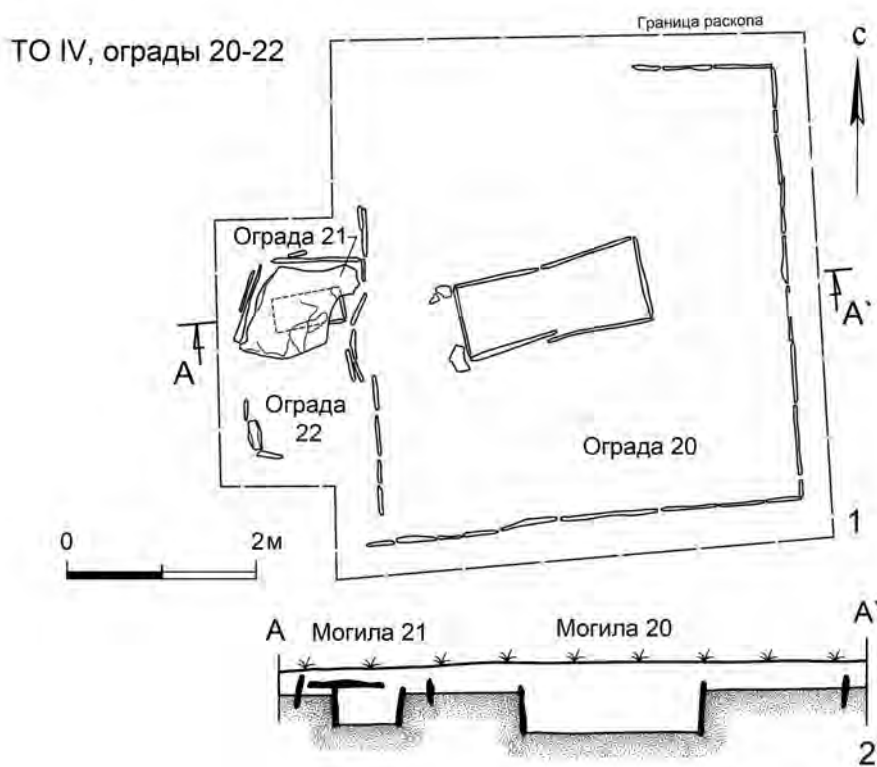 Граница раскопа
ТО IV, ограды 20-22
с
Ограда 21
А
А`
Ограда
22
Ограда 20
1
0 2м
А Могила 21 Могила 20 А`
2